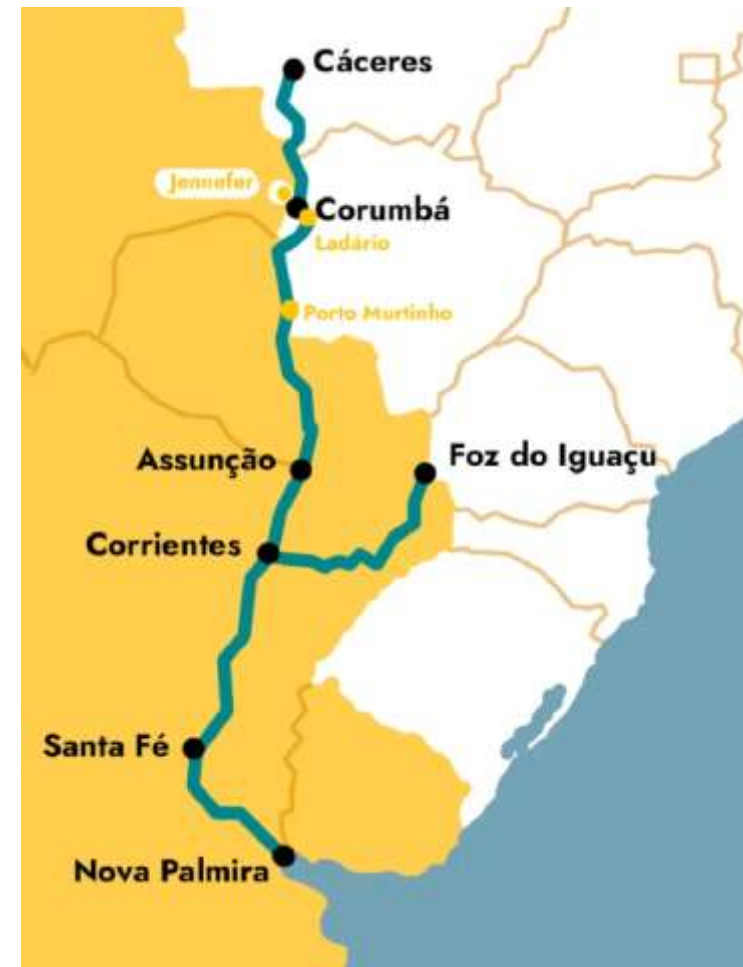 Cáceres
Jennefer
Corumbá
Ladário
Porto Murtinho
Assunção
Foz do Iguaçu
Corrientes
Santa Fé
Nova Palmira